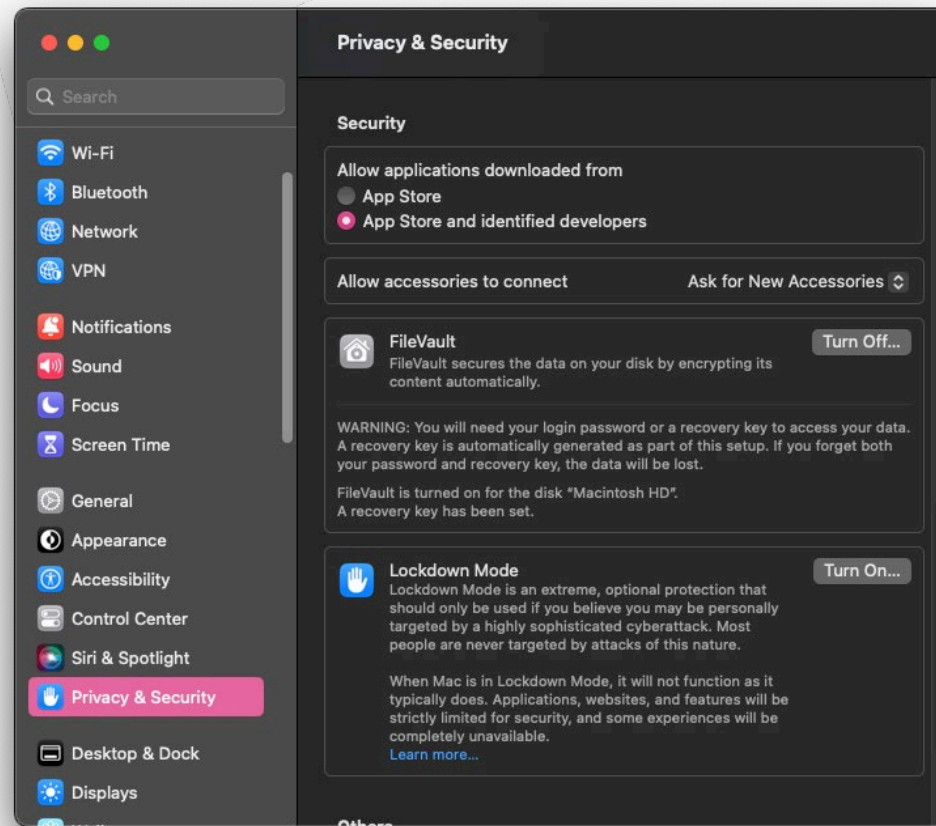 Privacy & Security
Search
Wi-Fi
Bluetooth
Network
VPN
Notifications
Sound
Focus
Screen Time
General
Appearance
Accessibility
Control Center
Siri & Spotlight
Privacy & Security
Desktop & Dock
Displays
Security
Allow applications downloaded from
App Store
App Store and identified developers
Allow accessories to connect
Ask for New Accessories
FileVault
Turn Off...
FileVault secures the data on your disk by encrypting its
content automatically.
WARNING: You will need your login password or a recovery key to access your data.
A recovery key is automatically generated as part of this setup. If you forget both
your password and recovery key, the data will be lost.
FileVault is turned on for the disk “Macintosh HD”.
A recovery key has been set.
Lockdown Mode
Turn On...
Lockdown Mode is an extreme, optional protection that
should only be used if you believe you may be personally
targeted by a highly sophisticated cyberattack. Most
people are never targeted by attacks of this nature.
When Mac is in Lockdown Mode, it will not function as it
typically does. Applications, websites, and features will be
strictly limited for security, and some experiences will be
completely unavailable.
Learn more...
Others